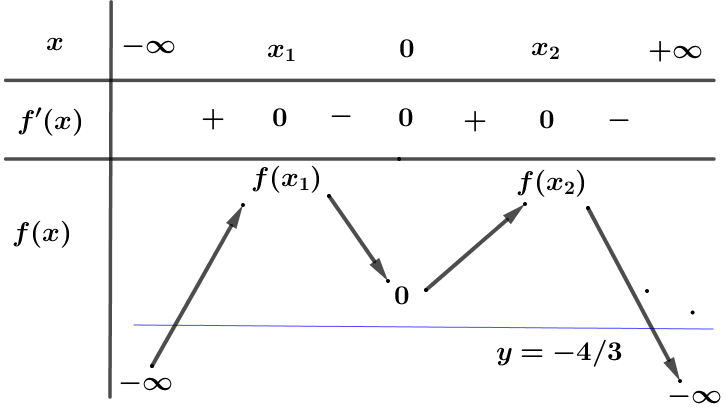 x −∞ x₁ 0 x₂ +∞
f′(x) + 0 − 0 + 0 −
f(x₁) f(x₂)
f(x)
0
y = −4/3
−∞ −∞